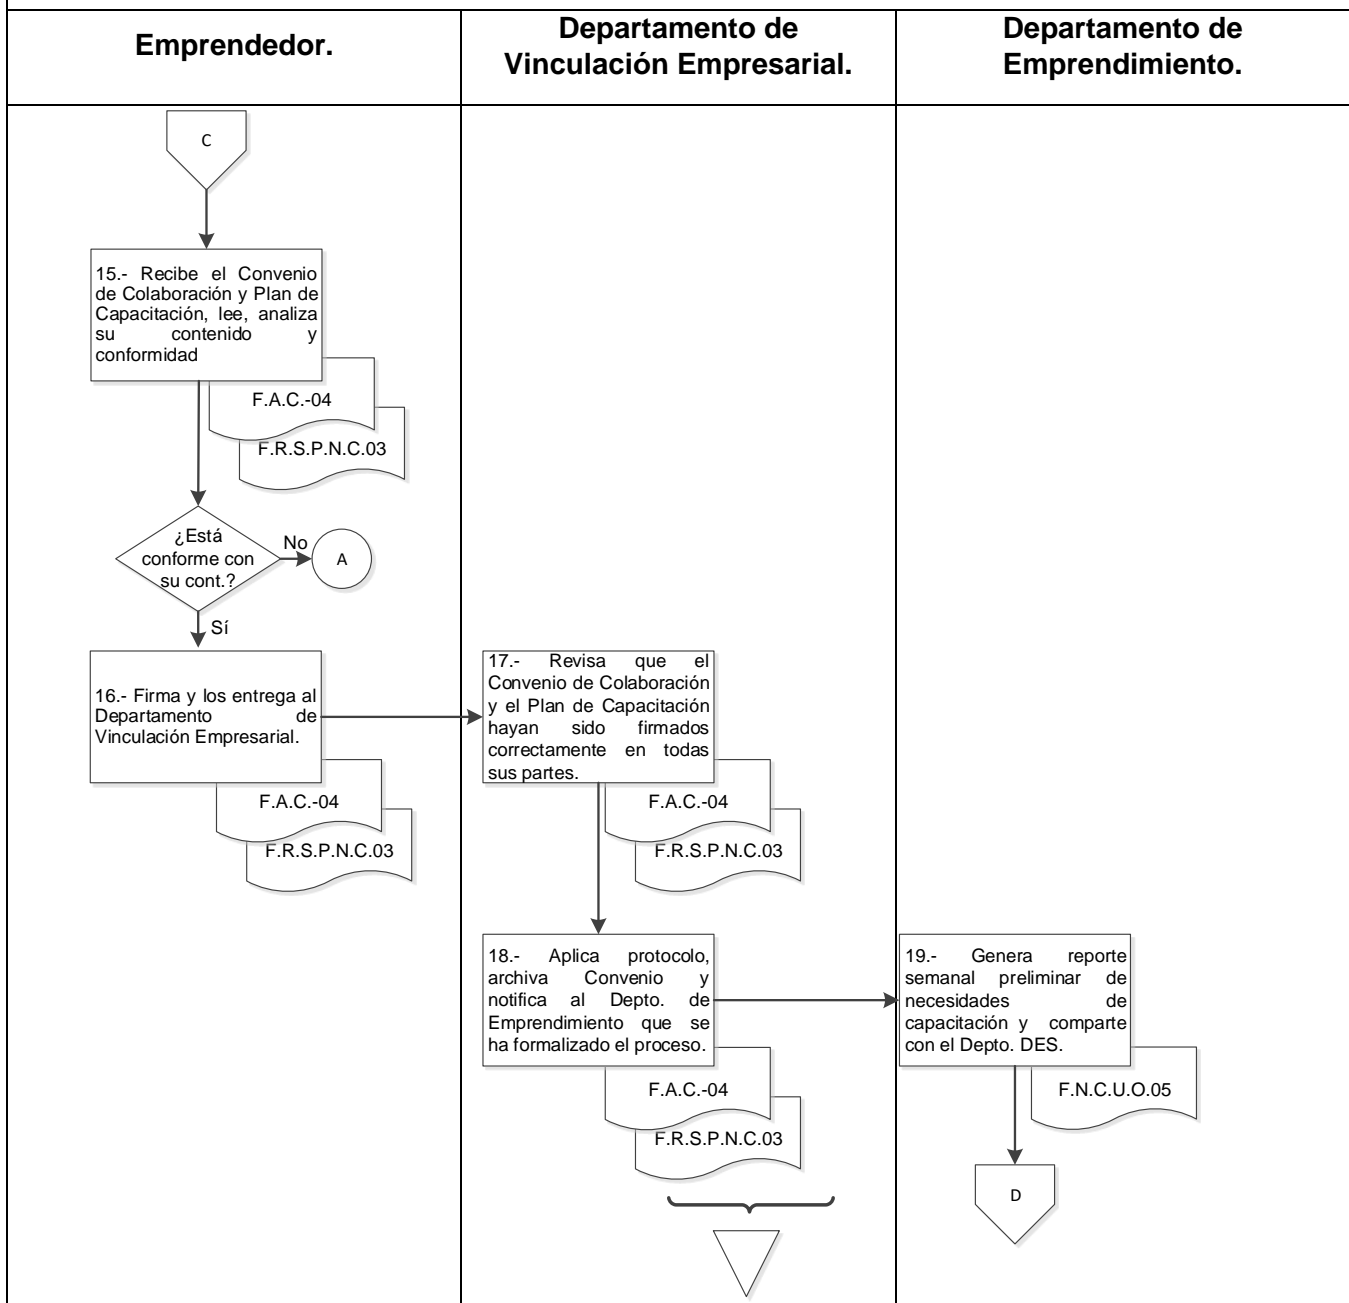 Emprendedor.
Departamento de
Vinculación Empresarial.
Departamento de
Emprendimiento.
C
15.- Recibe el Convenio
de Colaboración y Plan de
Capacitación, lee, analiza
su contenido y
conformidad
F.A.C.-04
F.R.S.P.N.C.03
¿Está
conforme con
su cont.?
No
A
Sí
16.- Firma y los entrega al
Departamento de
Vinculación Empresarial.
F.A.C.-04
F.R.S.P.N.C.03
17.- Revisa que el
Convenio de Colaboración
y el Plan de Capacitación
hayan sido firmados
correctamente en todas
sus partes.
F.A.C.-04
F.R.S.P.N.C.03
18.- Aplica protocolo,
archiva Convenio y
notifica al Depto. de
Emprendimiento que se
ha formalizado el proceso.
F.A.C.-04
F.R.S.P.N.C.03
19.- Genera reporte
semanal preliminar de
necesidades de
capacitación y comparte
con el Depto. DES.
F.N.C.U.O.05
D